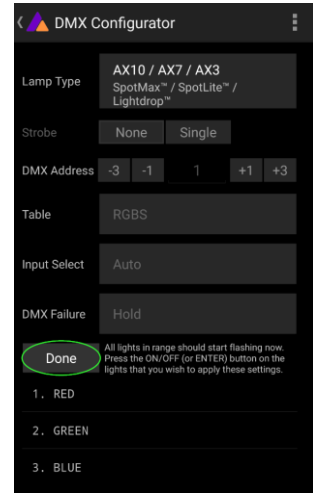 DMX Configurator
Lamp Type
AX10 / AX7 / AX3
SpotMax™ / SpotLite™ /
Lightdrop™
Strobe None Single
DMX Address -3 -1 1 +1 +3
Table RGBS
Input Select Auto
DMX Failure Hold
Done
All lights in range should start flashing now.
Press the ON/OFF (or ENTER) button on the
lights that you wish to apply these settings.
1. RED
2. GREEN
3. BLUE